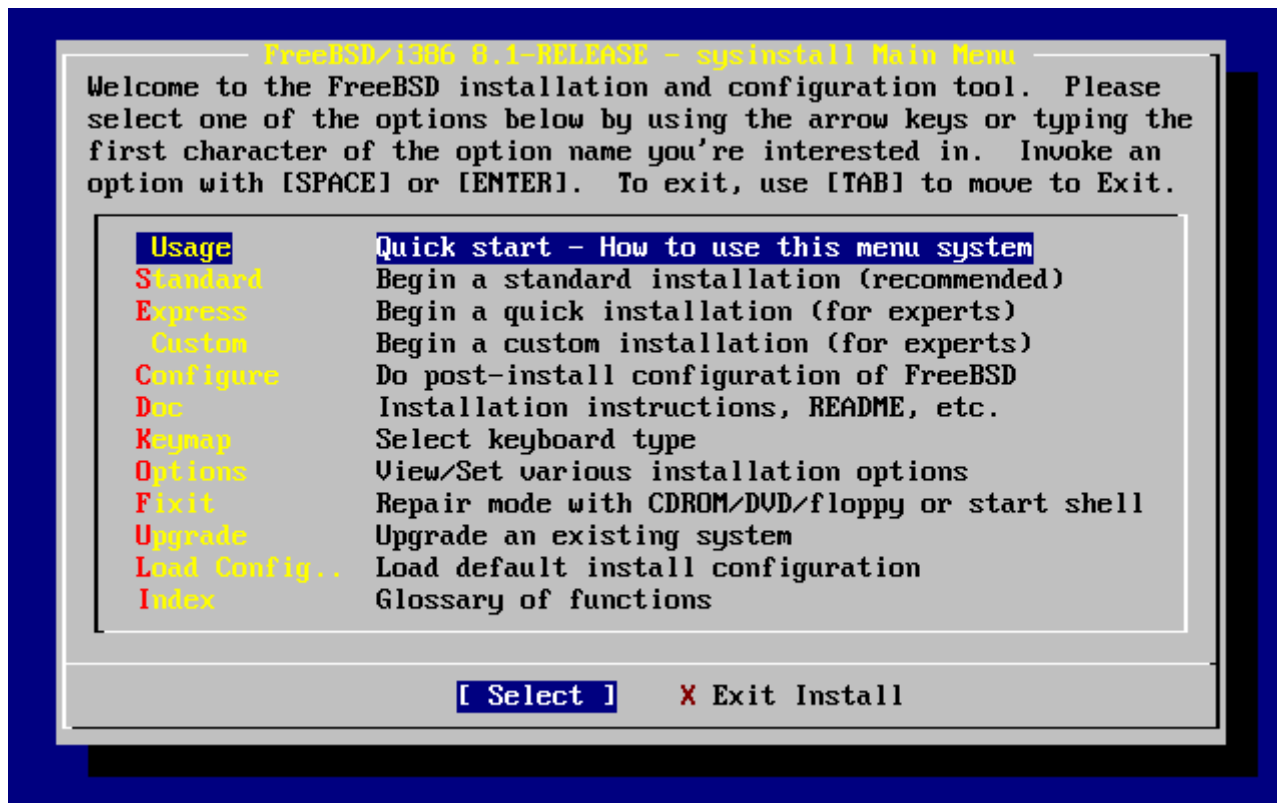 FreeBSD/i386 8.1-RELEASE - sysinstall Main Menu
Welcome to the FreeBSD installation and configuration tool.  Please
select one of the options below by using the arrow keys or typing the
first character of the option name you're interested in.  Invoke an
option with [SPACE] or [ENTER].  To exit, use [TAB] to move to Exit.
Usage Quick start - How to use this menu system
Standard Begin a standard installation (recommended)
Express Begin a quick installation (for experts)
Custom Begin a custom installation (for experts)
Configure Do post-install configuration of FreeBSD
Doc Installation instructions, README, etc.
Keymap Select keyboard type
Options View/Set various installation options
Fixit Repair mode with CDROM/DVD/floppy or start shell
Upgrade Upgrade an existing system
Load Config.. Load default install configuration
Index Glossary of functions
[ Select ] X Exit Install